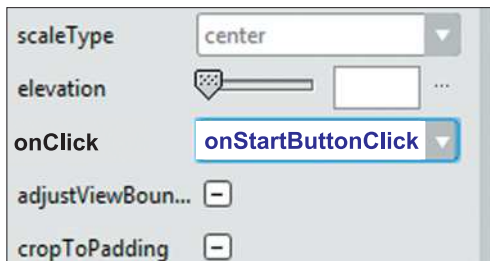 scaleType center
elevation ...
onClick onStartButtonClick
adjustViewBoun...
cropToPadding